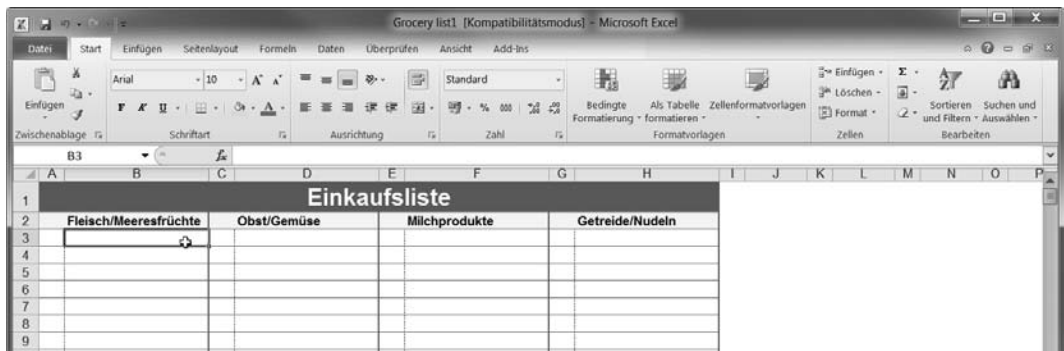 Grocery list1 [Kompatibilitätsmodus] - Microsoft Excel
Datei Start Einfügen Seitenlayout Formeln Daten Überprüfen Ansicht Add-Ins
Arial 10 Standard
Einfügen
F K U
% 000
Bedingte Formatierung
Als Tabelle formatieren
Zellenformatvorlagen
Einfügen
Löschen
Format
Sortieren und Filtern
Suchen und Auswählen
Zwischenablage Schriftart Ausrichtung Zahl Formatvorlagen Zellen Bearbeiten
B3 fx
A B C D E F G H I J K L M N O P
1 Einkaufsliste
2 Fleisch/Meeresfrüchte Obst/Gemüse Milchprodukte Getreide/Nudeln
3
4
5
6
7
8
9